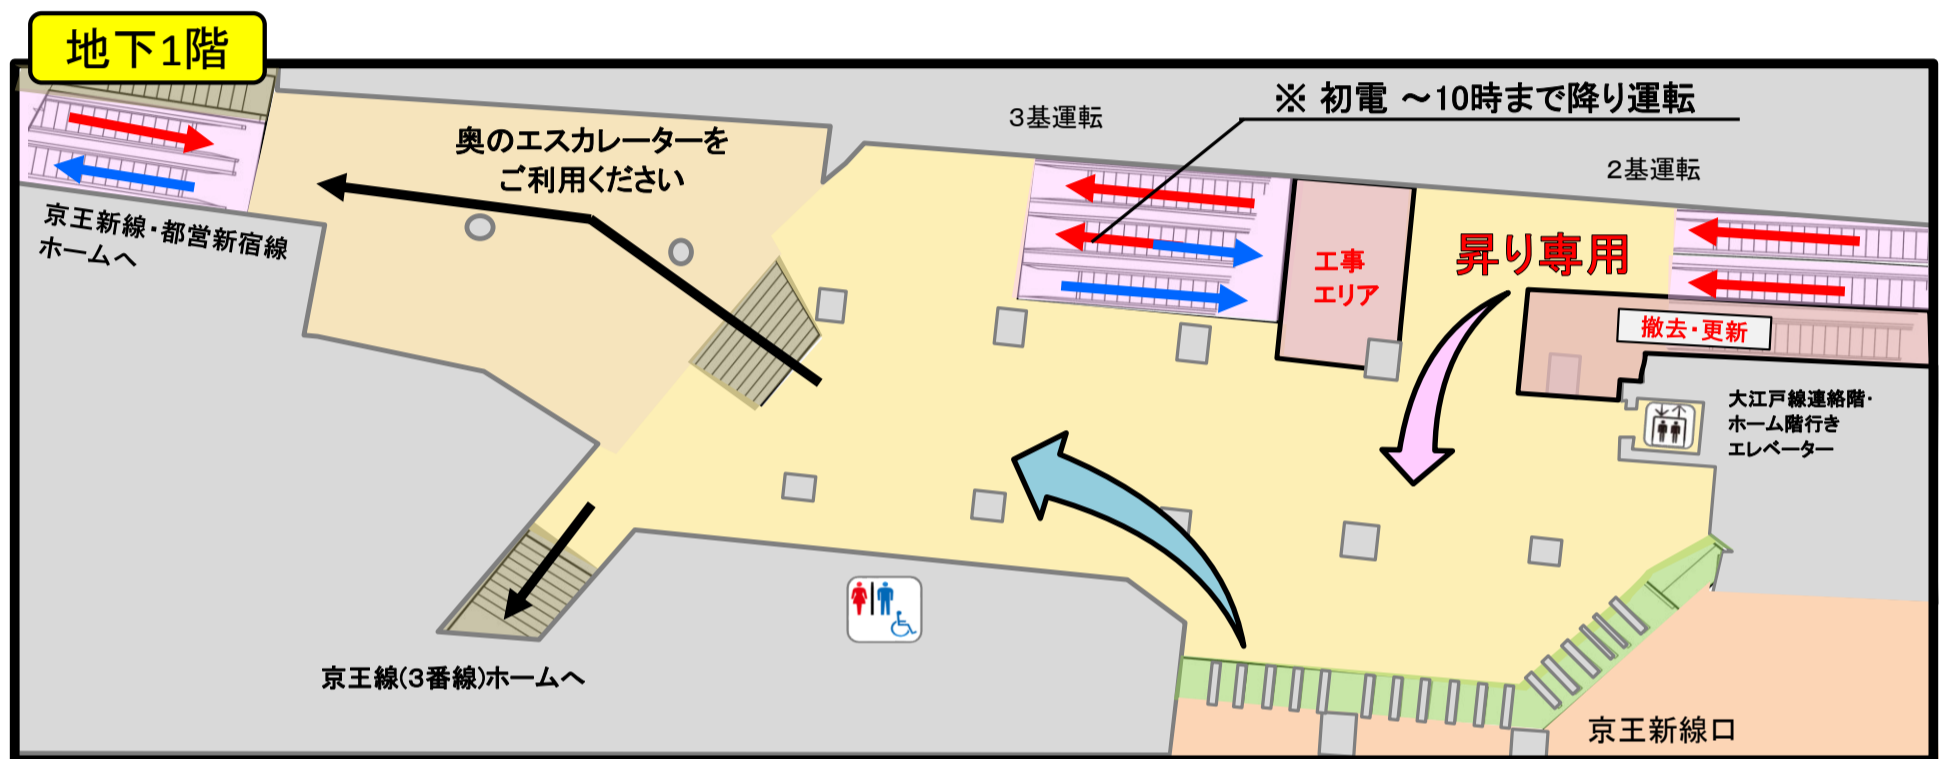 地下1階
※ 初電 ～10時まで降り運転
3基運転
奥のエスカレーターを
ご利用ください
2基運転
京王新線・都営新宿線
ホームへ
昇り専用
工事
エリア
撤去・更新
大江戸線連絡階・
ホーム階行き
エレベーター
京王線(3番線)ホームへ
京王新線口